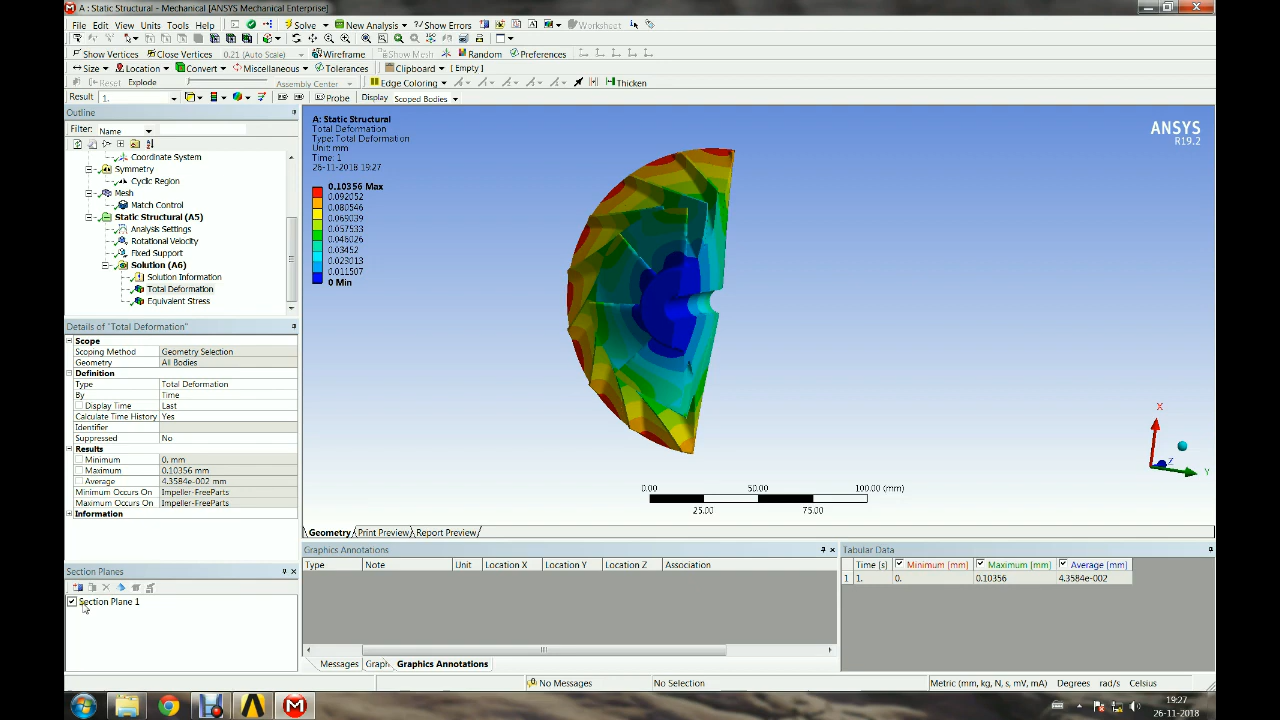 A : Static Structural - Mechanical [ANSYS Mechanical Enterprise]
File Edit View Units Tools Help Solve New Analysis Show Errors Worksheet
Wireframe
Show Vertices Close Vertices 0.21 (Auto Scale) Wireframe Show Mesh Random Preferences
Size Location Convert Miscellaneous Tolerances Clipboard [ Empty ]
Reset Explode Assembly Center Edge Coloring Thicken
Result 1. Probe Display Scoped Bodies
Outline
Filter: Name
Coordinate System
Symmetry
Cyclic Region
Mesh
Match Control
Static Structural (A5)
Analysis Settings
Rotational Velocity
Fixed Support
Solution (A6)
Solution Information
Total Deformation
Equivalent Stress
Details of "Total Deformation"
Scope
Scoping Method Geometry Selection
Geometry All Bodies
Definition
Type Total Deformation
By Time
Display Time Last
Calculate Time History Yes
Identifier
Suppressed No
Results
Minimum 0. mm
Maximum 0.10356 mm
Average 4.3584e-002 mm
Minimum Occurs On Impeller-FreeParts
Maximum Occurs On Impeller-FreeParts
Information
Section Planes
Section Plane 1
A: Static Structural
Total Deformation
Type: Total Deformation
Unit: mm
Time: 1
26-11-2018 19:27
0.10356 Max
0.092052
0.080546
0.069039
0.057533
0.046026
0.03452
0.023013
0.011507
0 Min
ANSYS
R19.2
0.00 50.00 100.00 (mm)
25.00 75.00
X
Y
Z
Geometry Print Preview Report Preview
Graphics Annotations
Type Note Unit Location X Location Y Location Z Association
Messages Graph Graphics Annotations
Tabular Data
Time [s] Minimum [mm] Maximum [mm] Average [mm]
1 1. 0. 0.10356 4.3584e-002
No Messages No Selection Metric (mm, kg, N, s, mV, mA) Degrees rad/s Celsius
19:27
26-11-2018